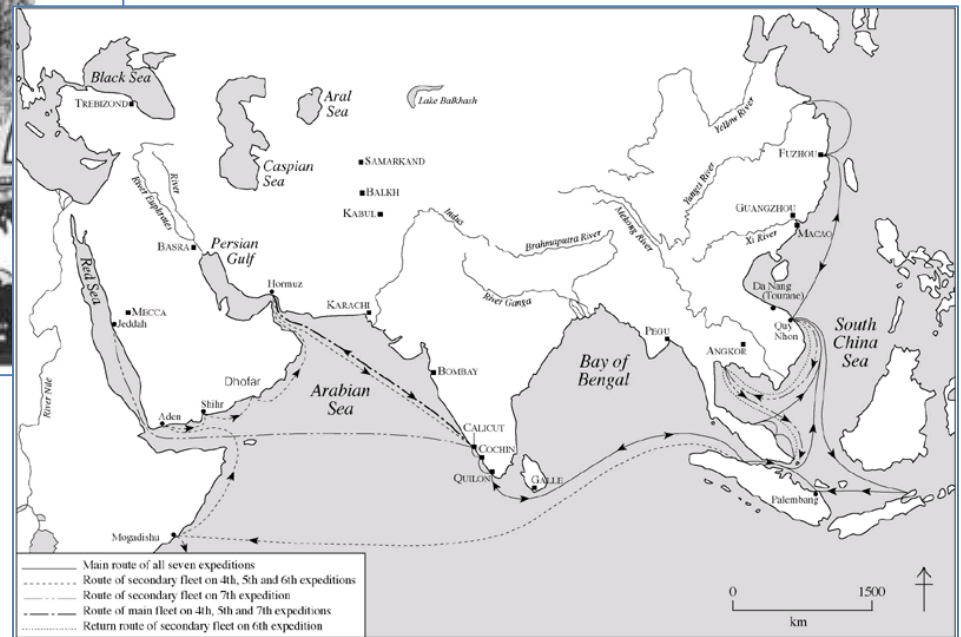 Black Sea
TREBIZOND
Aral
Sea
Lake Balkhash
Caspian
Sea
SAMARKAND
BALKH
KABUL
River
River Euphrates
BASRA
Persian
Gulf
Hormuz
Red Sea
MECCA
Jeddah
River Nile
Aden
Shihr
Dhofar
Arabian
Sea
KARACHI
Indus
Brahmaputra River
River Ganga
BOMBAY
CALICUT
COCHIN
QUILON
GALLE
Bay of
Bengal
PEGU
Mekong River
Yangzi River
Yellow River
Xi River
FUZHOU
GUANGZHOU
MACAO
Da Nang
(Tourane)
Quy
Nhon
ANGKOR
South
China
Sea
Palembang
Mogadishu
Main route of all seven expeditions
Route of secondary fleet on 4th, 5th and 6th expeditions
Route of secondary fleet on 7th expedition
Route of main fleet on 4th, 5th and 7th expeditions
Return route of secondary fleet on 6th expedition
0 1500
km